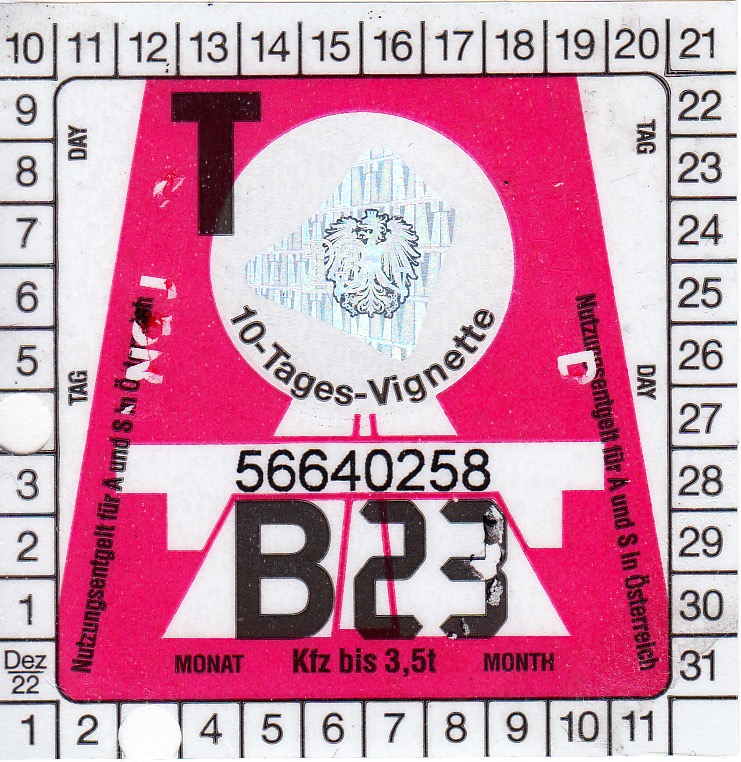 10 11 12 13 14 15 16 17 18 19 20 21
9 22
8 23
7 24
6 25
5 26
27
3 28
2 29
1 30
Dez 22 31
1 2 4 5 6 7 8 9 10 11
DAY
TAG
TAG
DAY
T
10-Tages-Vignette
Nutzungsentgelt für A und S in Österreich
Nutzungsentgelt für A und S in Österreich
D
56640258
B23
MONAT Kfz bis 3,5t MONTH